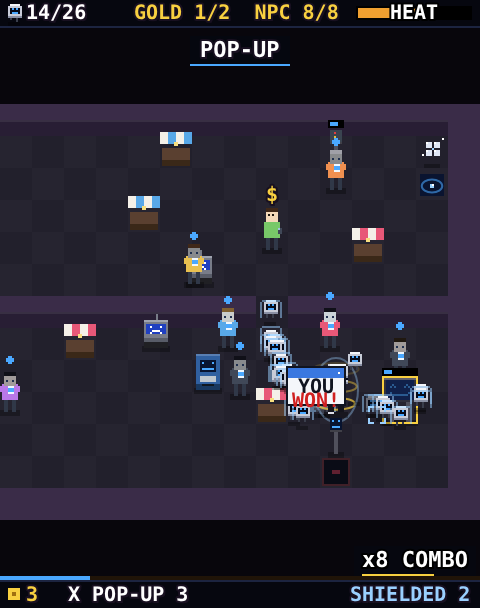 14/26 GOLD 1/2 NPC 8/8 HEAT
POP-UP
$
YOU
WON!
x8 COMBO
3 X POP-UP 3 SHIELDED 2